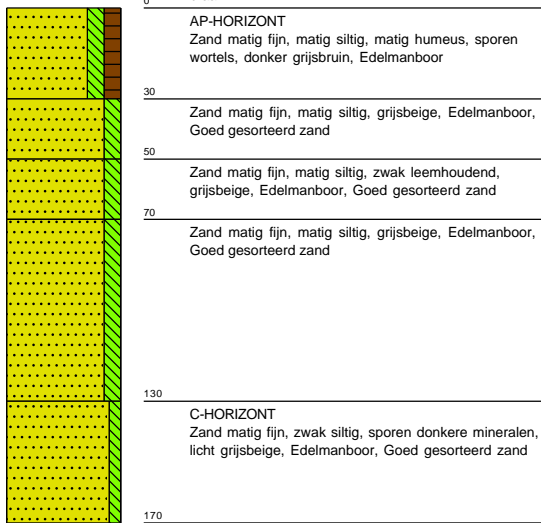 0
AP-HORIZONT
Zand matig fijn, matig siltig, matig humeus, sporen
wortels, donker grijsbruin, Edelmanboor
30
Zand matig fijn, matig siltig, grijsbeige, Edelmanboor,
Goed gesorteerd zand
50
Zand matig fijn, matig siltig, zwak leemhoudend,
grijsbeige, Edelmanboor, Goed gesorteerd zand
70
Zand matig fijn, matig siltig, grijsbeige, Edelmanboor,
Goed gesorteerd zand
130
C-HORIZONT
Zand matig fijn, zwak siltig, sporen donkere mineralen,
licht grijsbeige, Edelmanboor, Goed gesorteerd zand
170